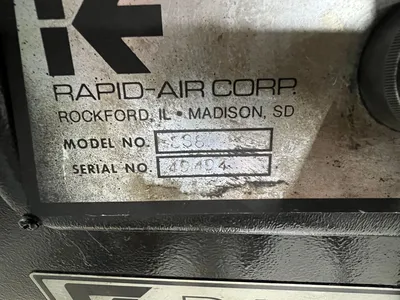 RAPID-AIR CORP.
ROCKFORD, IL • MADISON, SD
MODEL NO.
SERIAL NO.